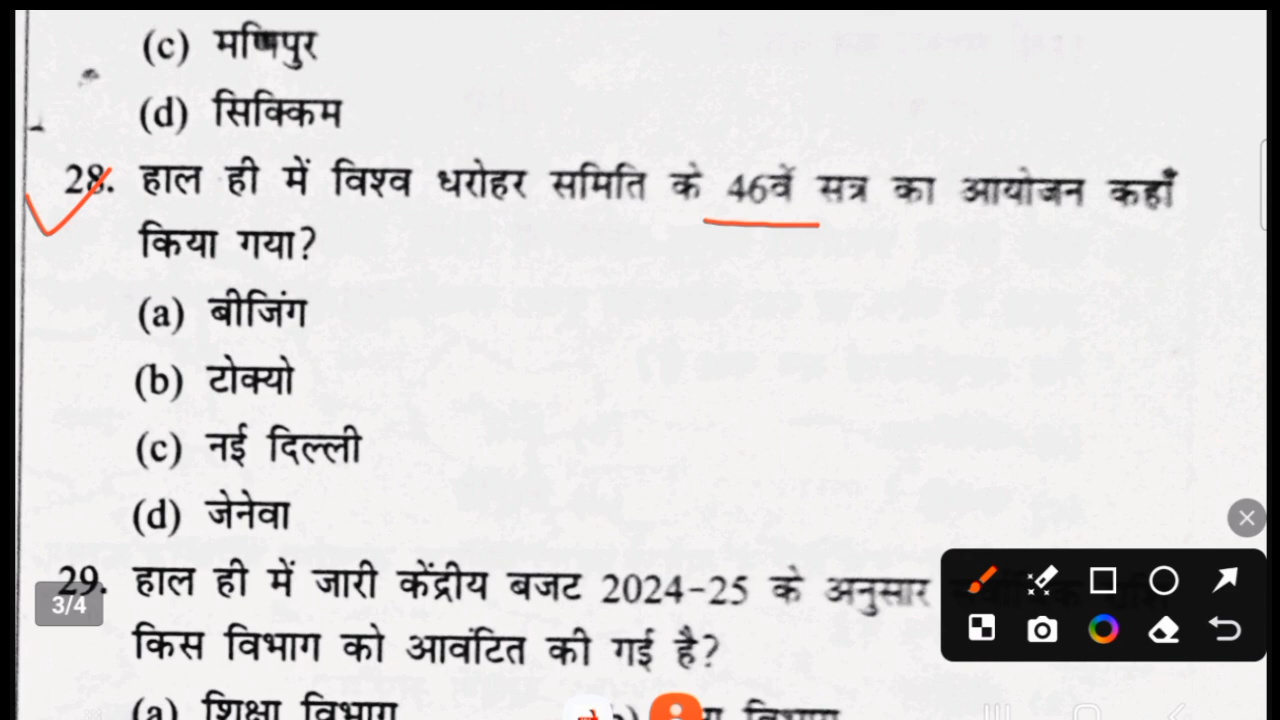 (c) मणिपुर
(d) सिक्किम
28. हाल ही में विश्व धरोहर समिति के 46वें सत्र का आयोजन कहाँ
किया गया?
(a) बीजिंग
(b) टोक्यो
(c) नई दिल्ली
(d) जेनेवा
29. हाल ही में जारी केंद्रीय बजट 2024-25 के अनुसार
3/4
किस विभाग को आवंटित की गई है?
(a) शिक्षा विभाग
विभाग